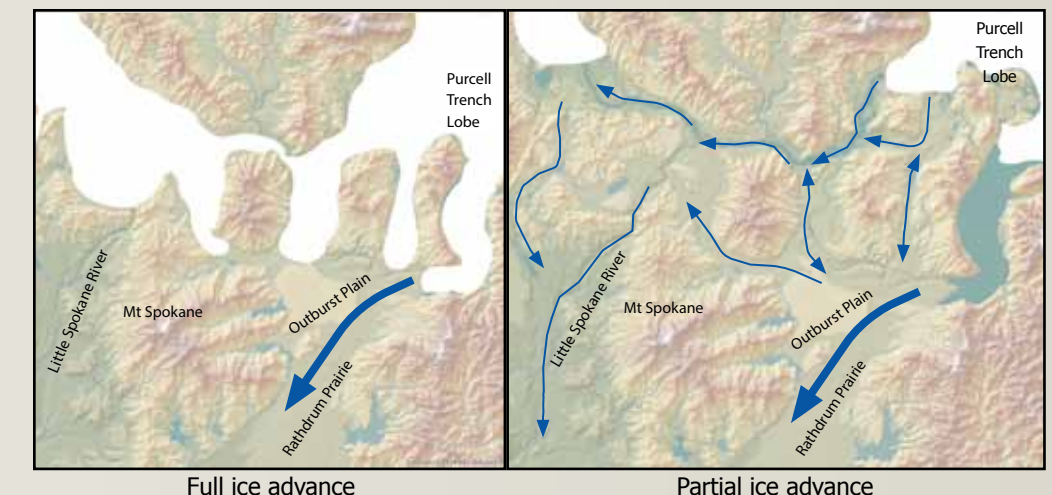 Purcell
Trench
Lobe
Little Spokane River
Mt Spokane
Outburst Plain
Rathdrum Prairie
Full ice advance
Purcell
Trench
Lobe
Little Spokane River
Mt Spokane
Outburst Plain
Rathdrum Prairie
Partial ice advance